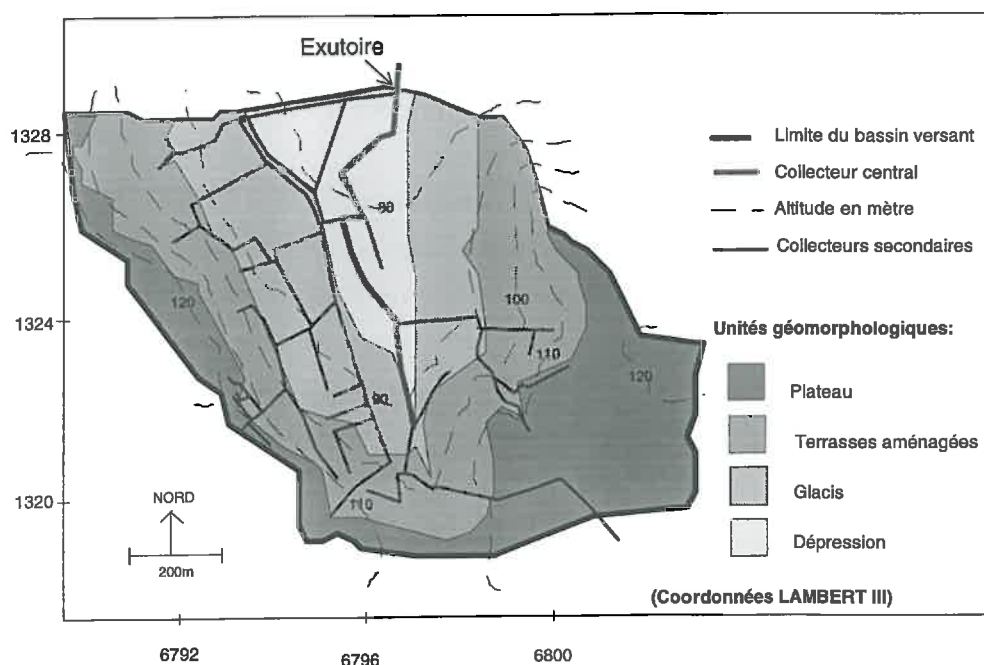 Exutoire
1328
1324
1320
80
120
100
110
120
90
110
NORD
200m
6792
6796
6800
Limite du bassin versant
Collecteur central
Altitude en mètre
Collecteurs secondaires
Unités géomorphologiques:
Plateau
Terrasses aménagées
Glacis
Dépression
(Coordonnées LAMBERT III)